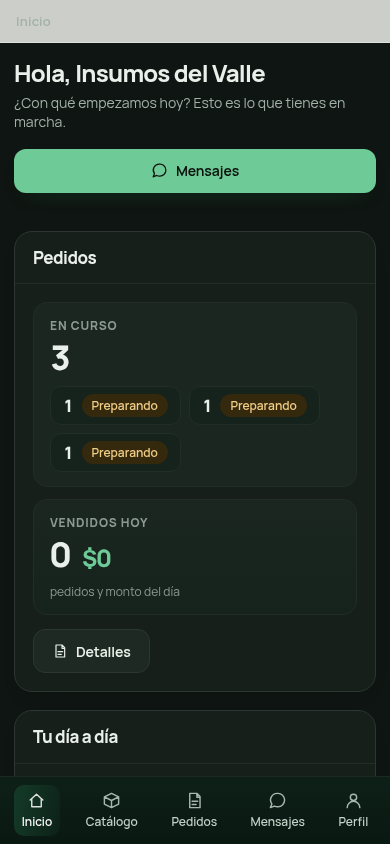 Inicio
Hola, Insumos del Valle
¿Con qué empezamos hoy? Esto es lo que tienes en
marcha.
Mensajes
Pedidos
EN CURSO
3
1 Preparando
1 Preparando
1 Preparando
VENDIDOS HOY
0 $0
pedidos y monto del día
Detalles
Tu día a día
Inicio
Catálogo
Pedidos
Mensajes
Perfil